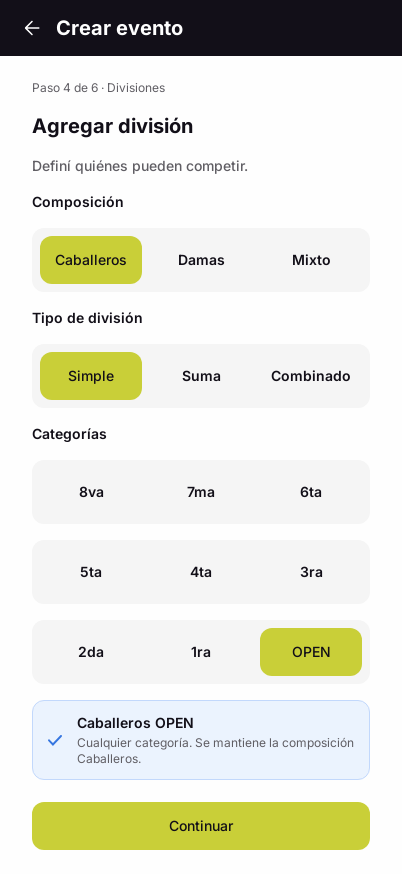 Crear evento
Paso 4 de 6 · Divisiones
Agregar división
Definí quiénes pueden competir.
Composición
Caballeros Damas Mixto
Tipo de división
Simple Suma Combinado
Categorías
8va 7ma 6ta
5ta 4ta 3ra
2da 1ra OPEN
Caballeros OPEN
Cualquier categoría. Se mantiene la composición
Caballeros.
Continuar